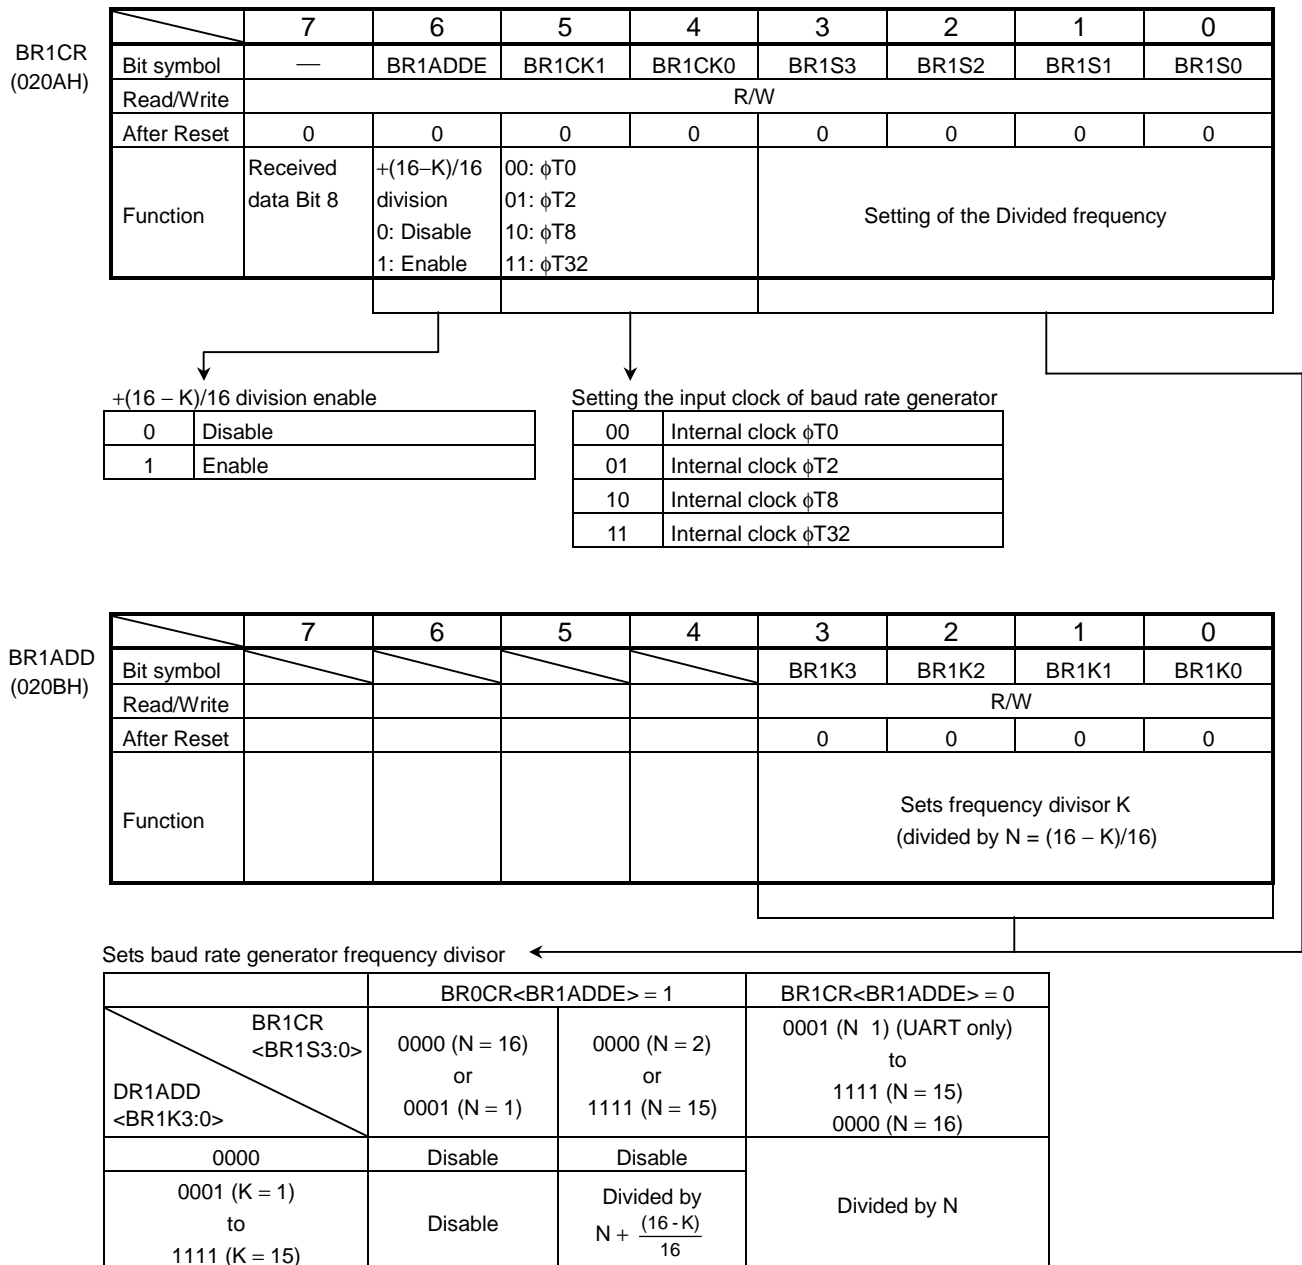 BR1CR
(020AH)
7 6 5 4 3 2 1 0
Bit symbol — BR1ADDE BR1CK1 BR1CK0 BR1S3 BR1S2 BR1S1 BR1S0
Read/Write R/W
After Reset 0 0 0 0 0 0 0 0
Function
Received
data Bit 8
+(16−K)/16
division
0: Disable
1: Enable
00: ϕT0
01: ϕT2
10: ϕT8
11: ϕT32
Setting of the Divided frequency
+(16 − K)/16 division enable
0 Disable
1 Enable
Setting the input clock of baud rate generator
00 Internal clock ϕT0
01 Internal clock ϕT2
10 Internal clock ϕT8
11 Internal clock ϕT32
BR1ADD
(020BH)
7 6 5 4 3 2 1 0
Bit symbol BR1K3 BR1K2 BR1K1 BR1K0
Read/Write R/W
After Reset 0 0 0 0
Function
Sets frequency divisor K
(divided by N = (16 − K)/16)
Sets baud rate generator frequency divisor
BR0CR<BR1ADDE> = 1 BR1CR<BR1ADDE> = 0
BR1CR
<BR1S3:0>
DR1ADD
<BR1K3:0>
0000 (N = 16)
or
0001 (N = 1)
0000 (N = 2)
or
1111 (N = 15)
0001 (N 1) (UART only)
to
1111 (N = 15)
0000 (N = 16)
0000 Disable Disable
0001 (K = 1)
to
1111 (K = 15)
Disable
Divided by
N + (16 - K)
16
Divided by N